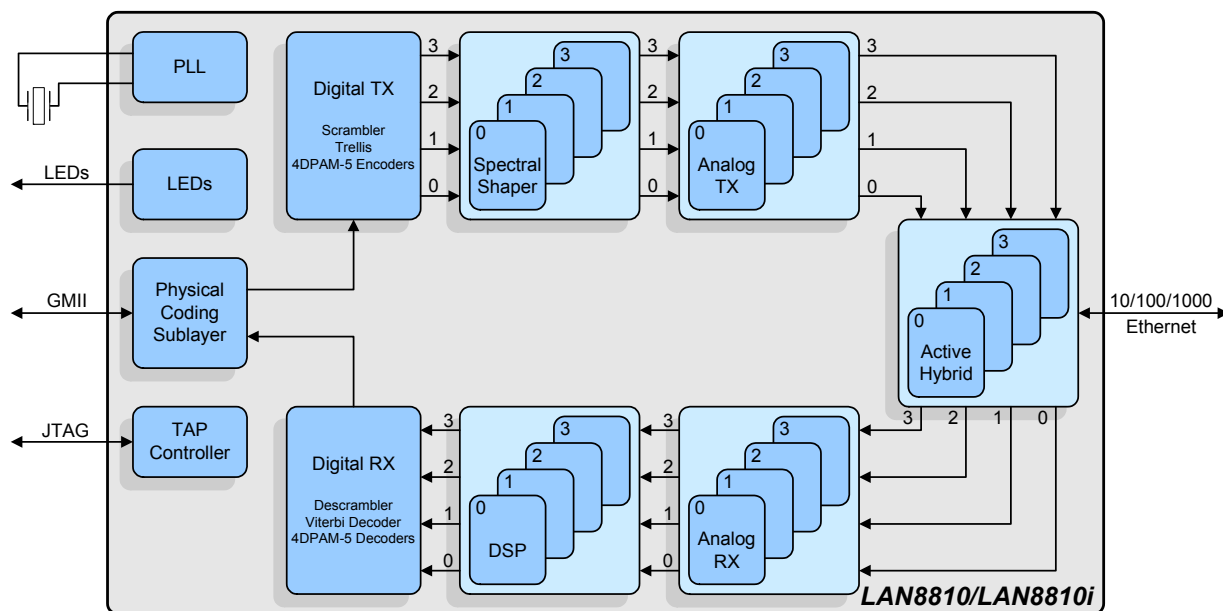 PLL
LEDs
LEDs
GMII
Physical
Coding
Sublayer
JTAG
TAP
Controller
Digital TX
Scrambler
Trellis
4DPAM-5 Encoders
3
2
1
0
3
2
1
0
Spectral
Shaper
3
2
1
0
3
2
1
0
Analog
TX
3
2
1
0
3
2
1
0
Active
Hybrid
10/100/1000
Ethernet
3 2 1 0
Digital RX
Descrambler
Viterbi Decoder
4DPAM-5 Decoders
3
2
1
0
3
2
1
0
DSP
3
2
1
0
3
2
1
0
Analog
RX
LAN8810/LAN8810i